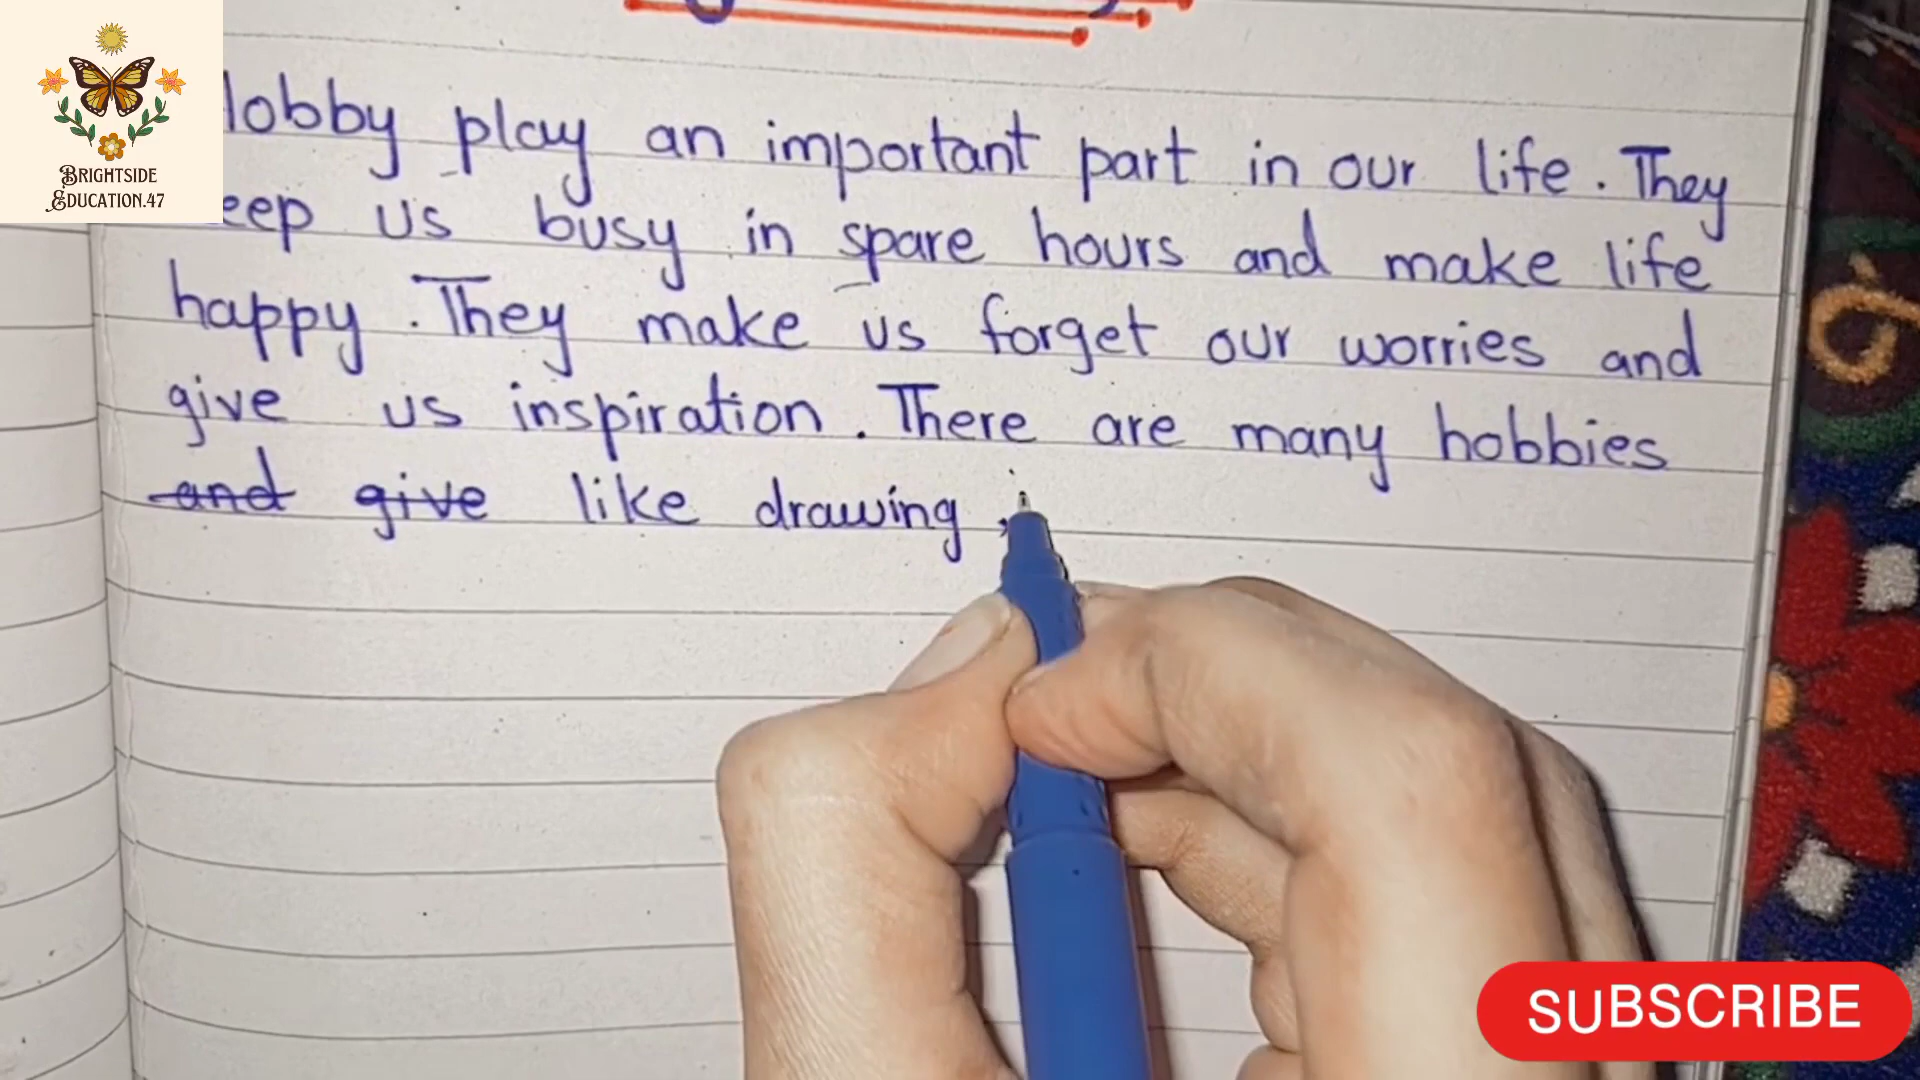 BRIGHTSIDE
EDUCATION.47
lobby play an important part in our life. They
eep us busy in spare hours and make life
happy. They make us forget our worries and
give us inspiration. There are many hobbies
and give like drawing,
SUBSCRIBE